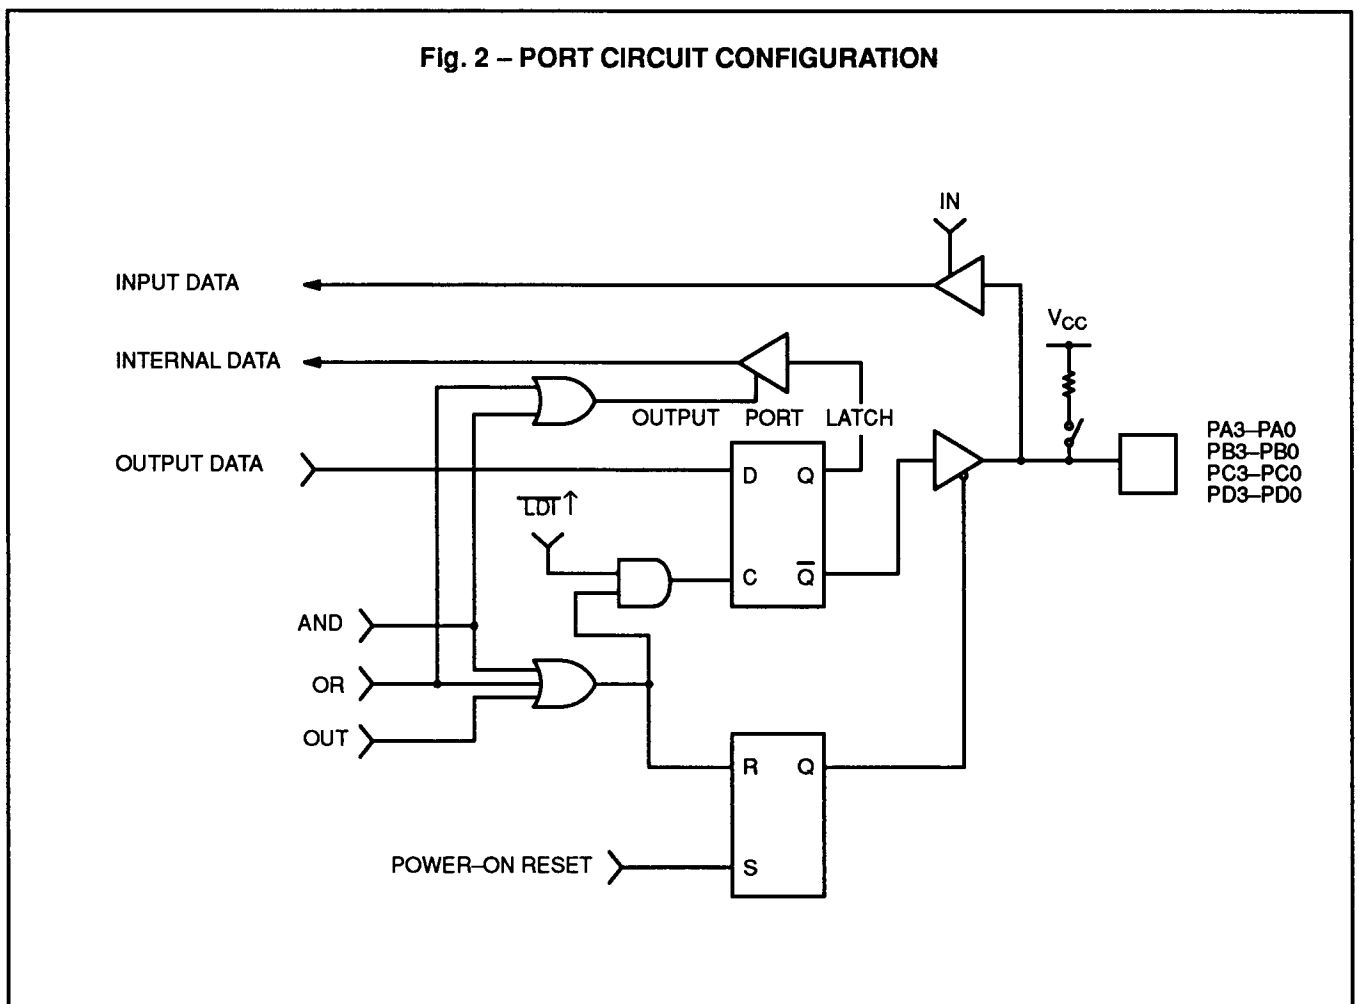 Fig. 2 – PORT CIRCUIT CONFIGURATION
IN
INPUT DATA
VCC
INTERNAL DATA
OUTPUT PORT LATCH
OUTPUT DATA
PA3–PA0
PB3–PB0
PC3–PC0
PD3–PD0
D Q
LDI↑
C Q̅
AND
OR
OUT
R Q
POWER–ON RESET
S